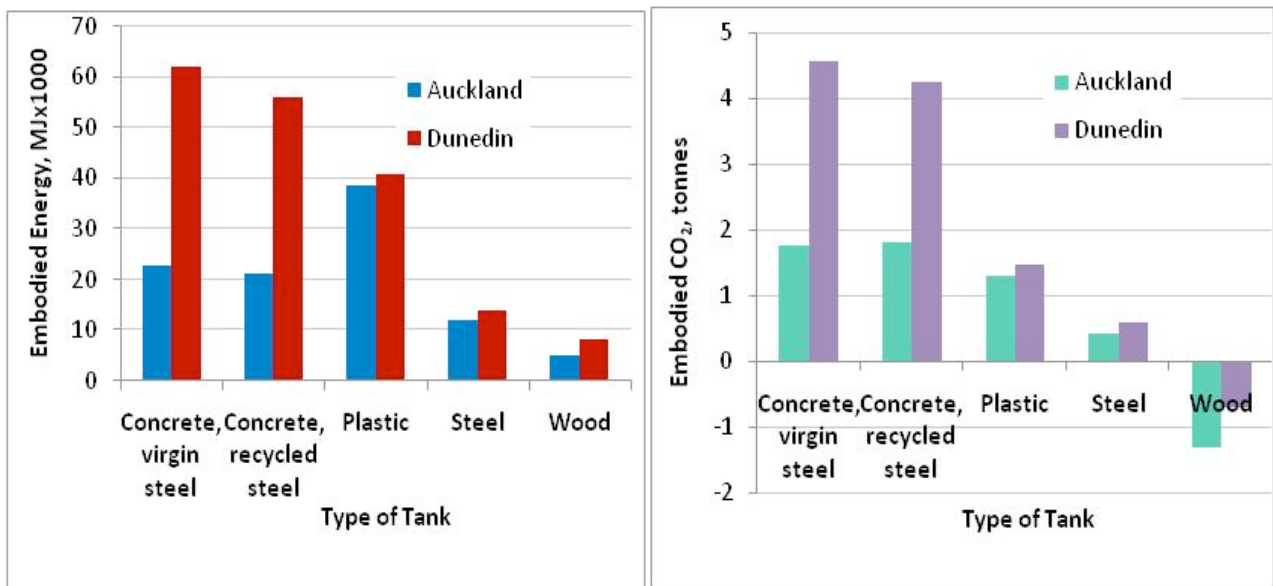 Embodied Energy, MJx1000
70
60
50
40
30
20
10
0
Auckland
Dunedin
Concrete,
virgin
steel
Concrete,
recycled
steel
Plastic
Steel
Wood
Type of Tank
Embodied CO₂, tonnes
5
4
3
2
1
0
-1
-2
Auckland
Dunedin
Concrete,
virgin
steel
Concrete,
recycled
steel
Plastic
Steel
Wood
Type of Tank